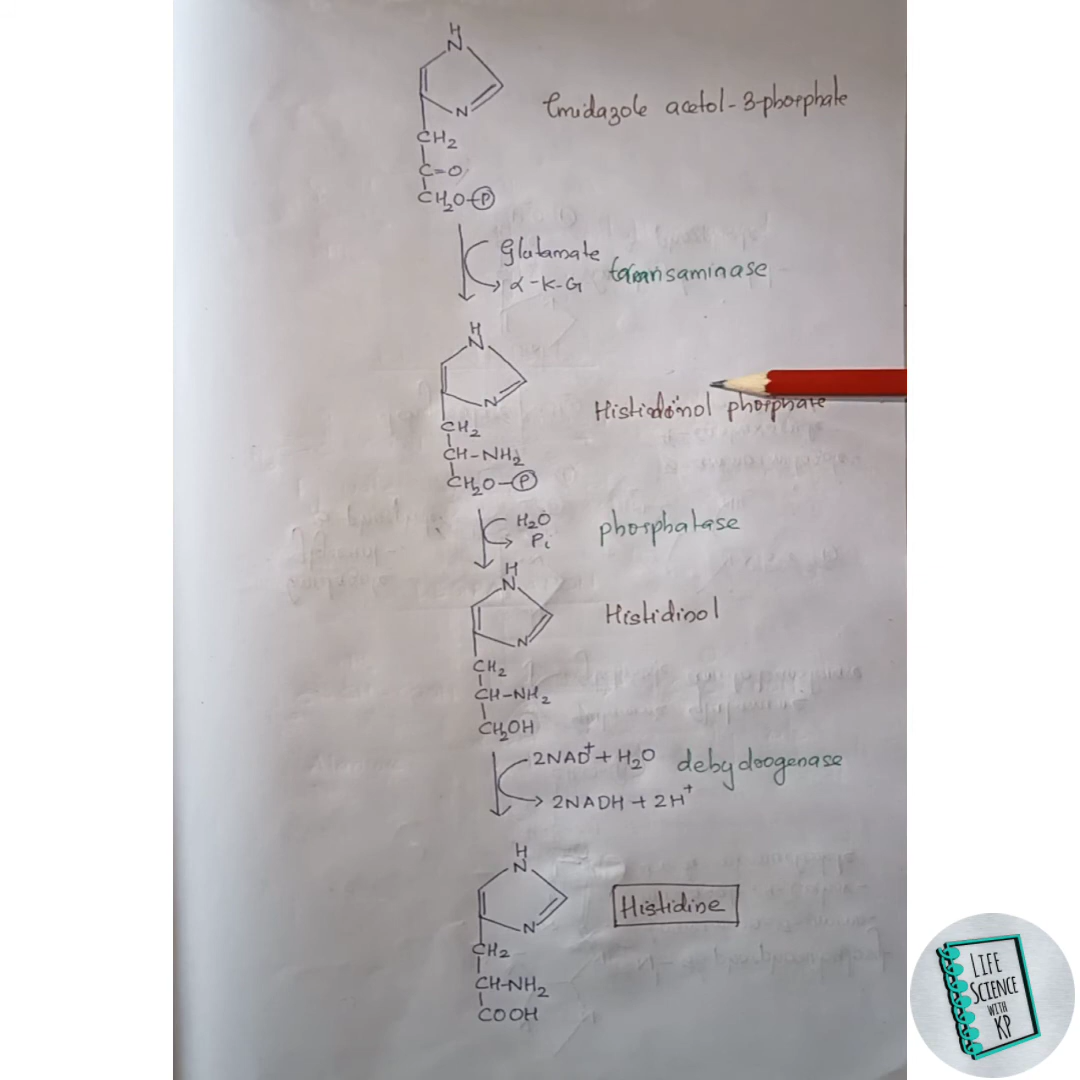 H
N
N
Imidazole acetol-3-phosphate
CH2
C=O
CH2O-P
Glutamate
α-K-G
transaminase
H
N
N
Histidinol phosphate
CH2
CH-NH2
CH2O-P
H2O
Pi
phosphatase
H
N
N
Histidinol
CH2
CH-NH2
CH2OH
2NAD+ + H2O
dehydrogenase
2NADH + 2H+
H
N
N
Histidine
CH2
CH-NH2
COOH
LIFE
SCIENCE
WITH
KP